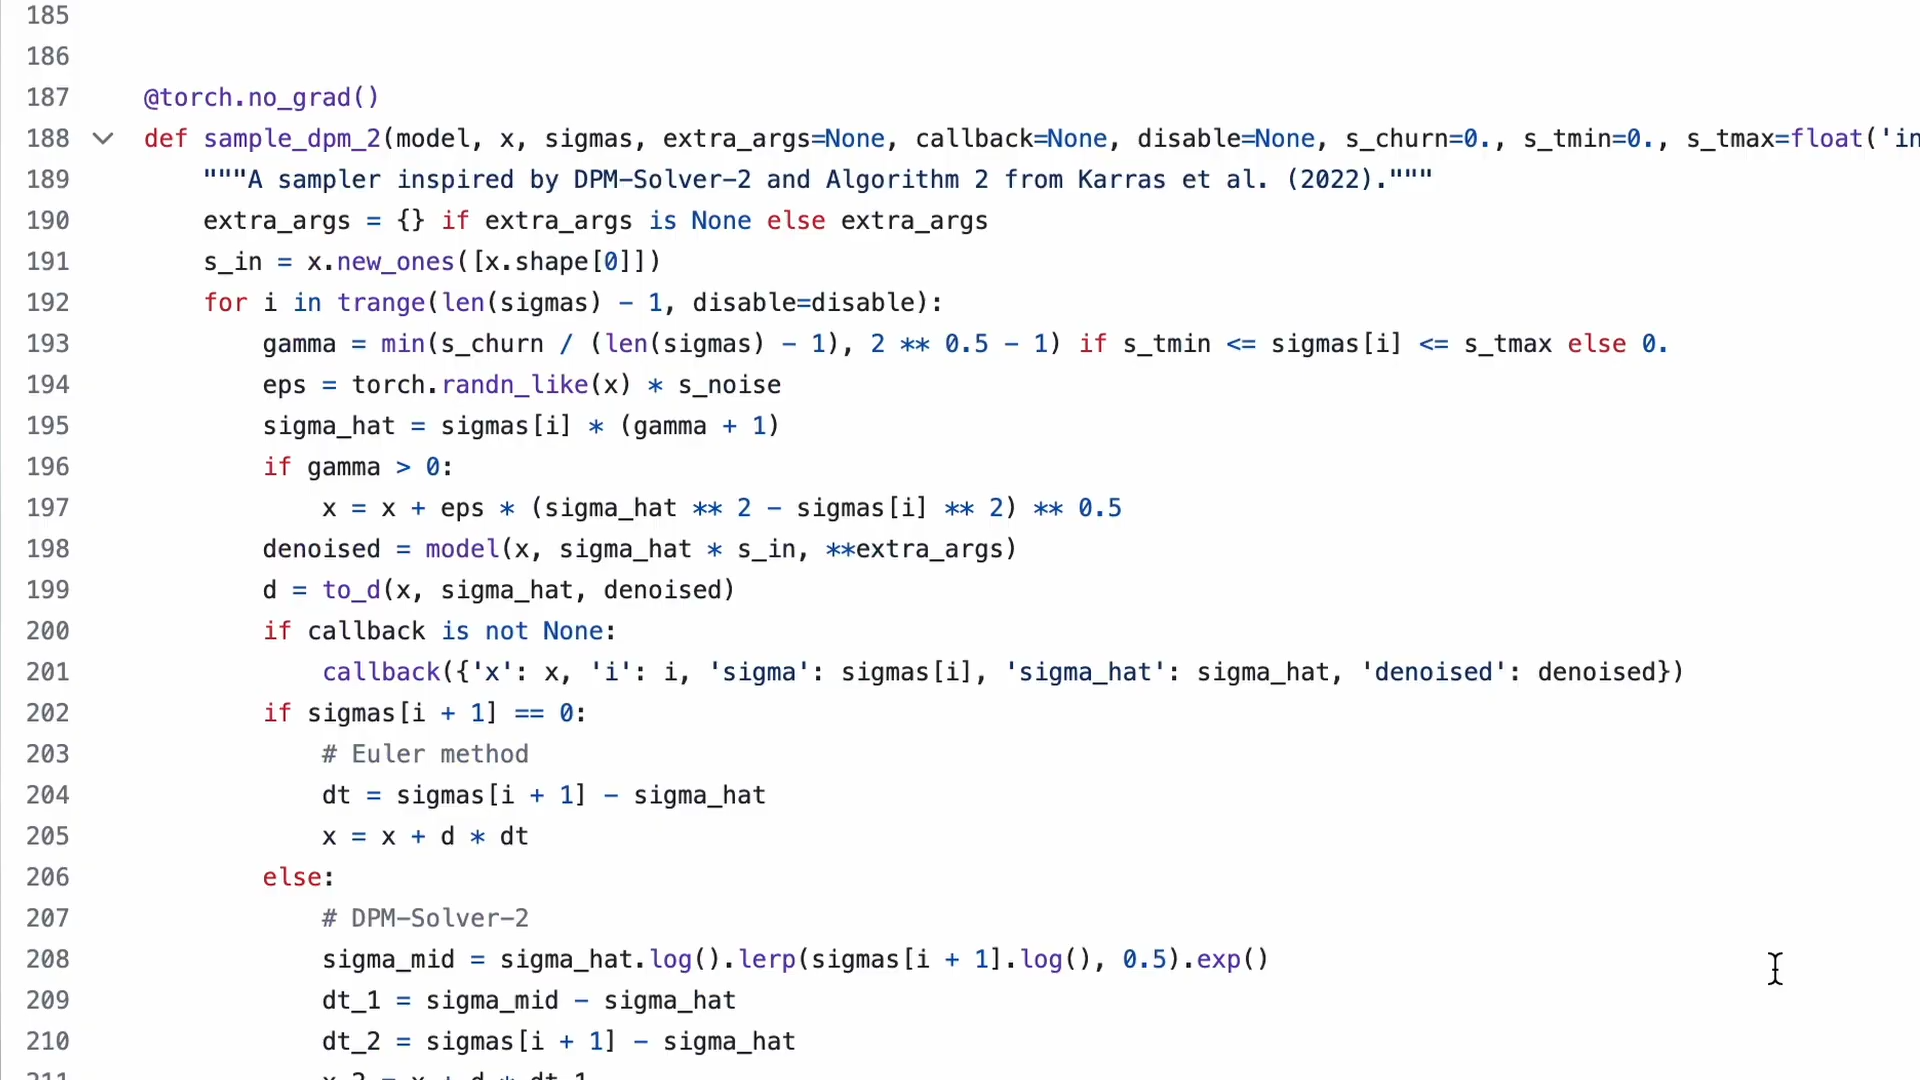 185
186
187 @torch.no_grad()
188 def sample_dpm_2(model, x, sigmas, extra_args=None, callback=None, disable=None, s_churn=0., s_tmin=0., s_tmax=float('in
189 """A sampler inspired by DPM-Solver-2 and Algorithm 2 from Karras et al. (2022)."""
190 extra_args = {} if extra_args is None else extra_args
191 s_in = x.new_ones([x.shape[0]])
192 for i in trange(len(sigmas) - 1, disable=disable):
193 gamma = min(s_churn / (len(sigmas) - 1), 2 ** 0.5 - 1) if s_tmin <= sigmas[i] <= s_tmax else 0.
194 eps = torch.randn_like(x) * s_noise
195 sigma_hat = sigmas[i] * (gamma + 1)
196 if gamma > 0:
197 x = x + eps * (sigma_hat ** 2 - sigmas[i] ** 2) ** 0.5
198 denoised = model(x, sigma_hat * s_in, **extra_args)
199 d = to_d(x, sigma_hat, denoised)
200 if callback is not None:
201 callback({'x': x, 'i': i, 'sigma': sigmas[i], 'sigma_hat': sigma_hat, 'denoised': denoised})
202 if sigmas[i + 1] == 0:
203 # Euler method
204 dt = sigmas[i + 1] - sigma_hat
205 x = x + d * dt
206 else:
207 # DPM-Solver-2
208 sigma_mid = sigma_hat.log().lerp(sigmas[i + 1].log(), 0.5).exp()
209 dt_1 = sigma_mid - sigma_hat
210 dt_2 = sigmas[i + 1] - sigma_hat
211 x_2 = x + d * dt_1